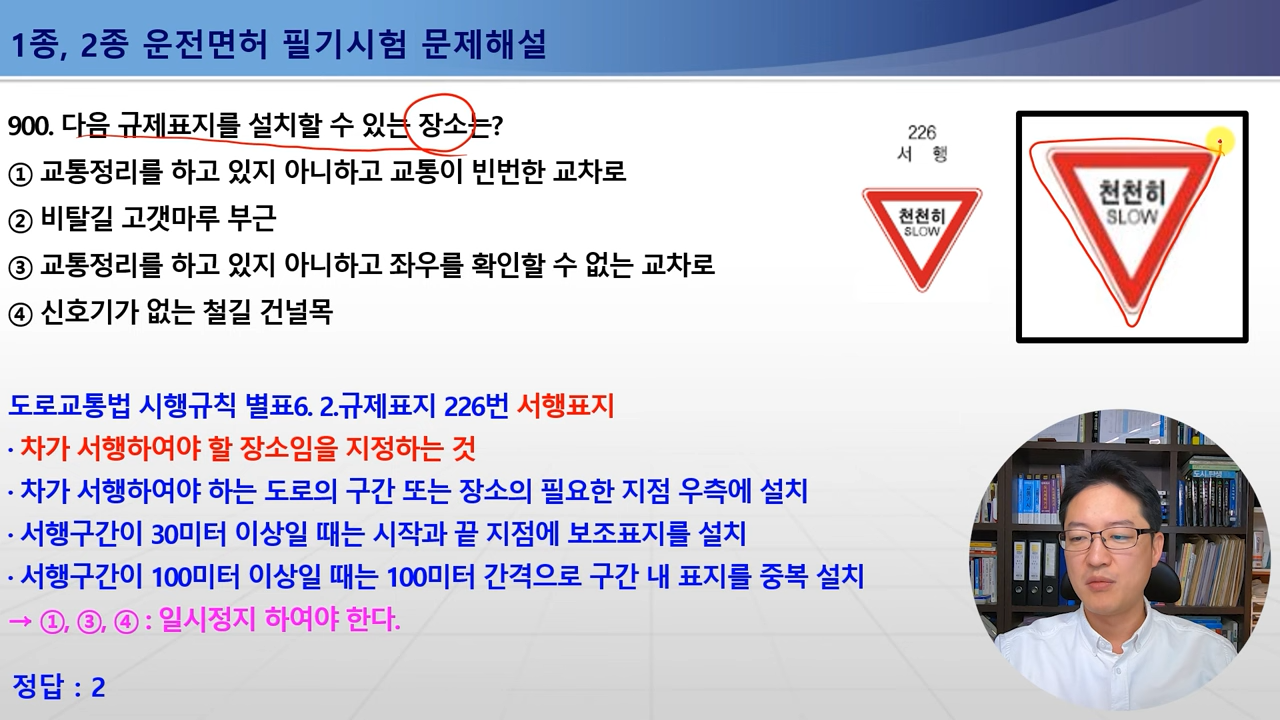 1종, 2종 운전면허 필기시험 문제해설
900. 다음 규제표지를 설치할 수 있는 장소는?
① 교통정리를 하고 있지 아니하고 교통이 빈번한 교차로
② 비탈길 고갯마루 부근
③ 교통정리를 하고 있지 아니하고 좌우를 확인할 수 없는 교차로
④ 신호기가 없는 철길 건널목
226
서 행
천천히
SLOW
천천히
SLOW
도로교통법 시행규칙 별표6. 2.규제표지 226번 서행표지
· 차가 서행하여야 할 장소임을 지정하는 것
· 차가 서행하여야 하는 도로의 구간 또는 장소의 필요한 지점 우측에 설치
· 서행구간이 30미터 이상일 때는 시작과 끝 지점에 보조표지를 설치
· 서행구간이 100미터 이상일 때는 100미터 간격으로 구간 내 표지를 중복 설치
→ ①, ③, ④ : 일시정지 하여야 한다.
정답 : 2